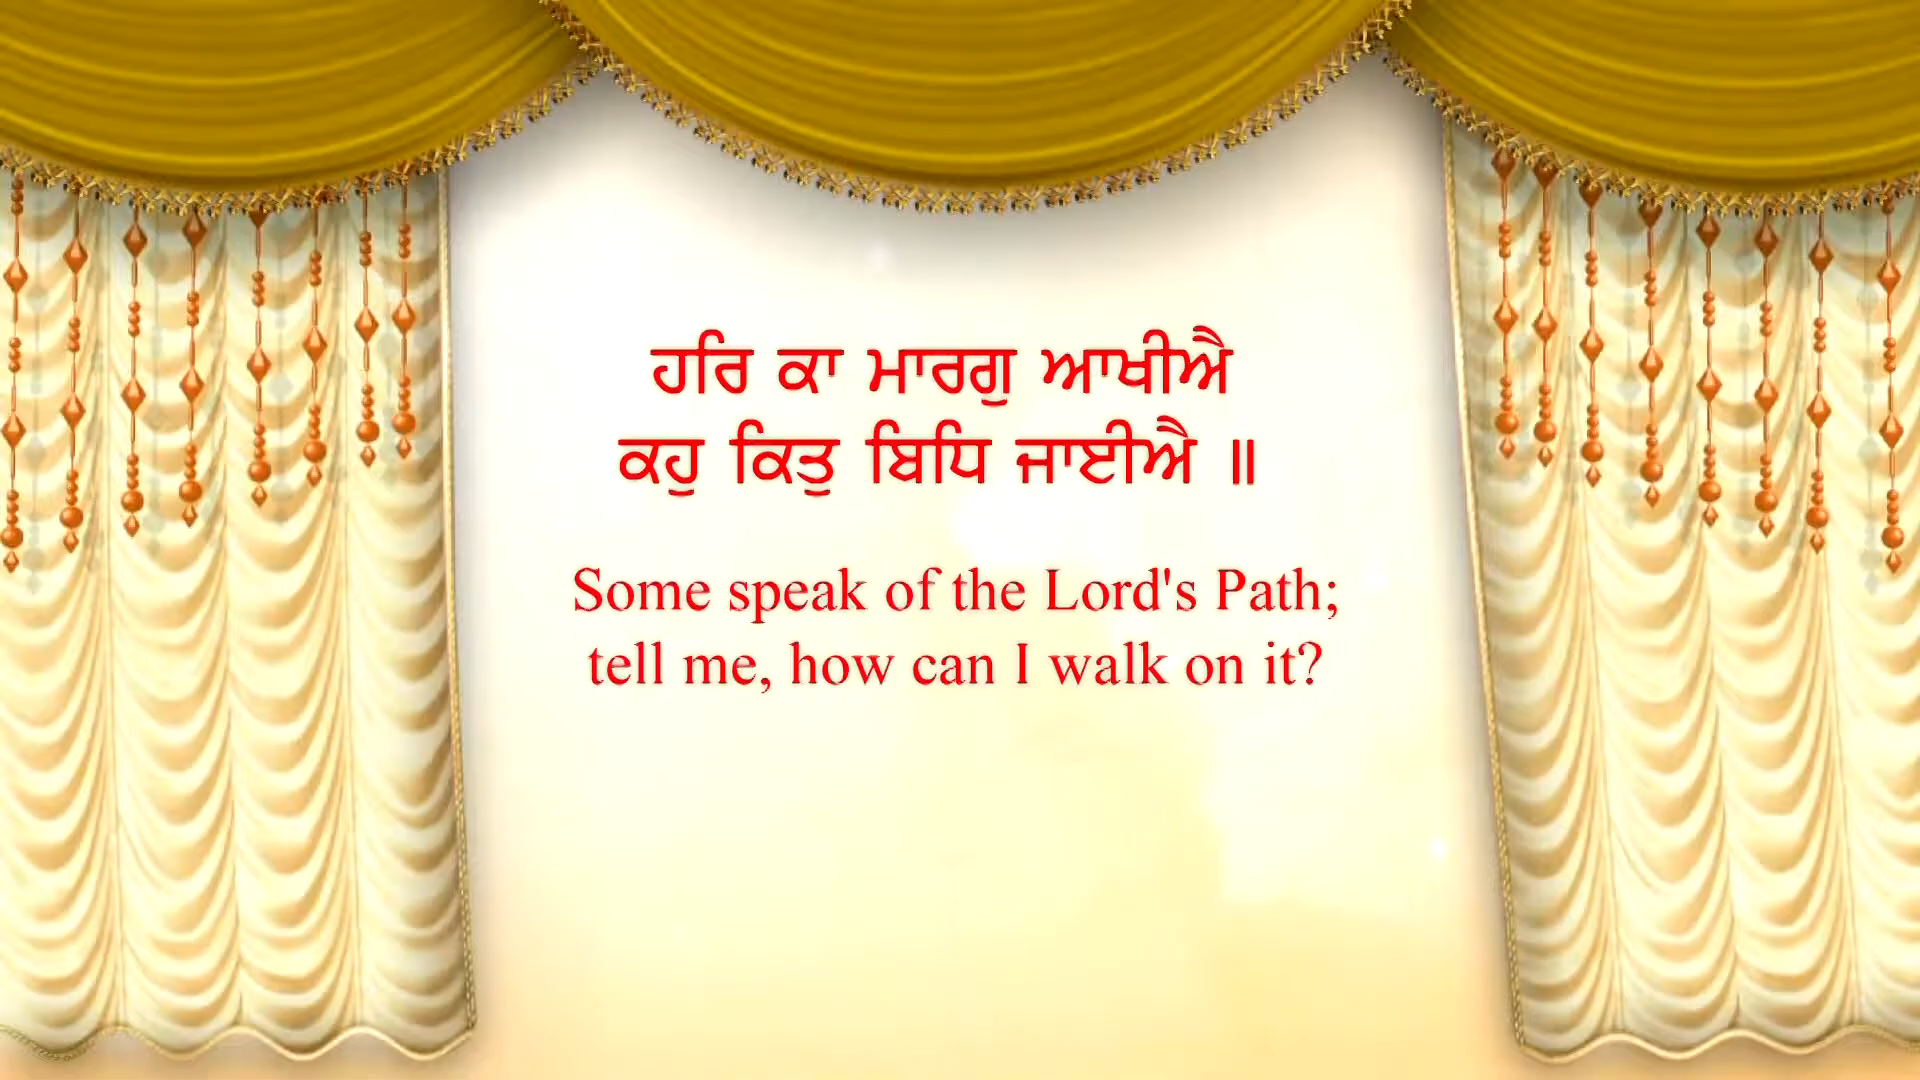 ਹਰਿ ਕਾ ਮਾਰਗੁ ਆਖੀਐ
ਕਹੁ ਕਿਤੁ ਬਿਧਿ ਜਾਈਐ ॥
Some speak of the Lord's Path;
tell me, how can I walk on it?